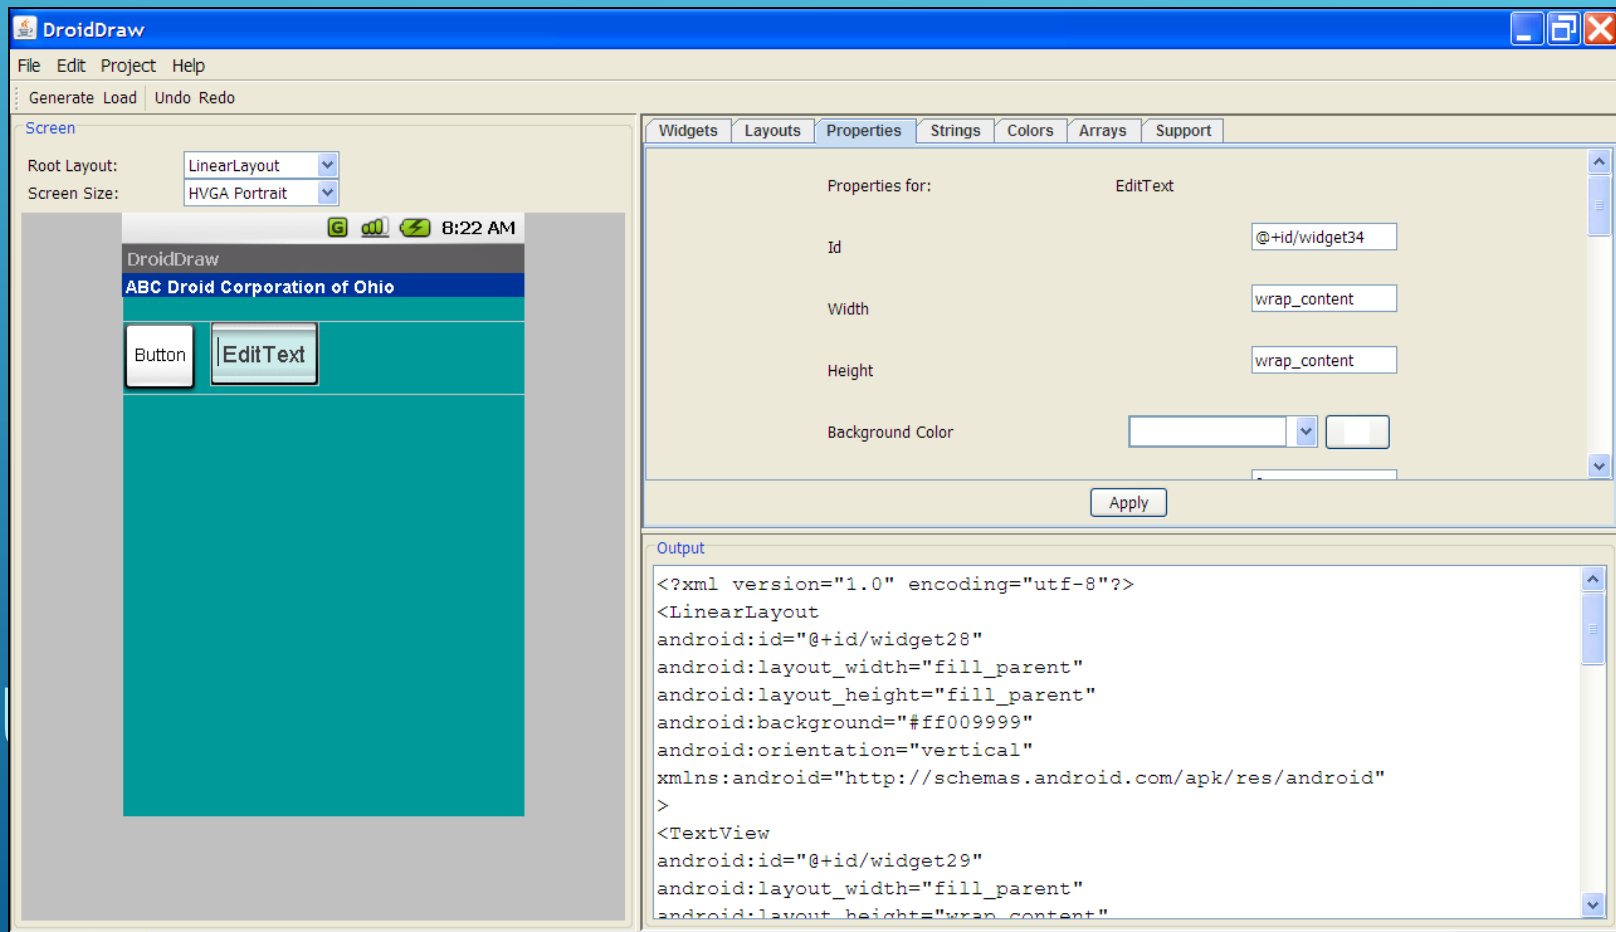 DroidDraw
File Edit Project Help
Generate Load Undo Redo
Screen
Root Layout: LinearLayout
Screen Size: HVGA Portrait
G 8:22 AM
DroidDraw
ABC Droid Corporation of Ohio
Button EditText
Widgets Layouts Properties Strings Colors Arrays Support
Properties for: EditText
Id @+id/widget34
Width wrap_content
Height wrap_content
Background Color
Apply
Output
<?xml version="1.0" encoding="utf-8"?>
<LinearLayout
android:id="@+id/widget28"
android:layout_width="fill_parent"
android:layout_height="fill_parent"
android:background="#ff009999"
android:orientation="vertical"
xmlns:android="http://schemas.android.com/apk/res/android"
>
<TextView
android:id="@+id/widget29"
android:layout_width="fill_parent"
android:layout_height="wrap_content"